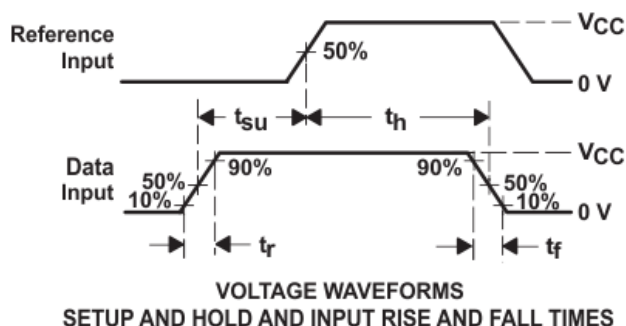 Reference
Input
VCC
50%
0 V
tsu
th
Data
Input
VCC
90%
90%
50%
50%
10%
10%
0 V
tr
tf
VOLTAGE WAVEFORMS
SETUP AND HOLD AND INPUT RISE AND FALL TIMES